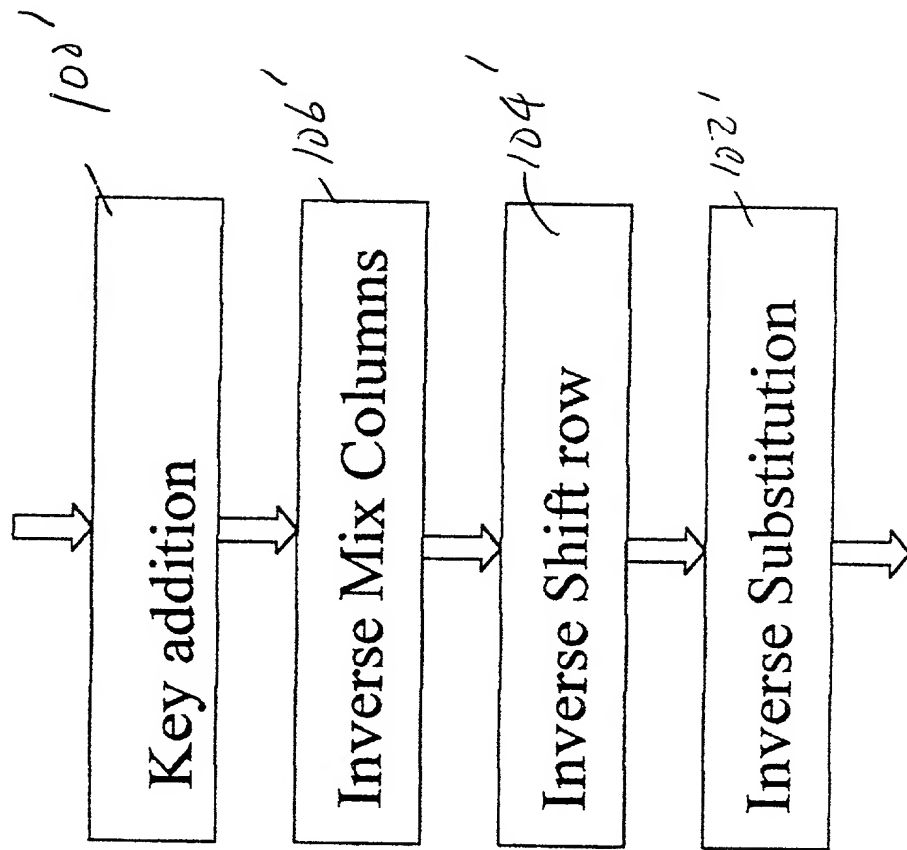 100'
Key addition
106'
Inverse Mix Columns
104'
Inverse Shift row
102'
Inverse Substitution